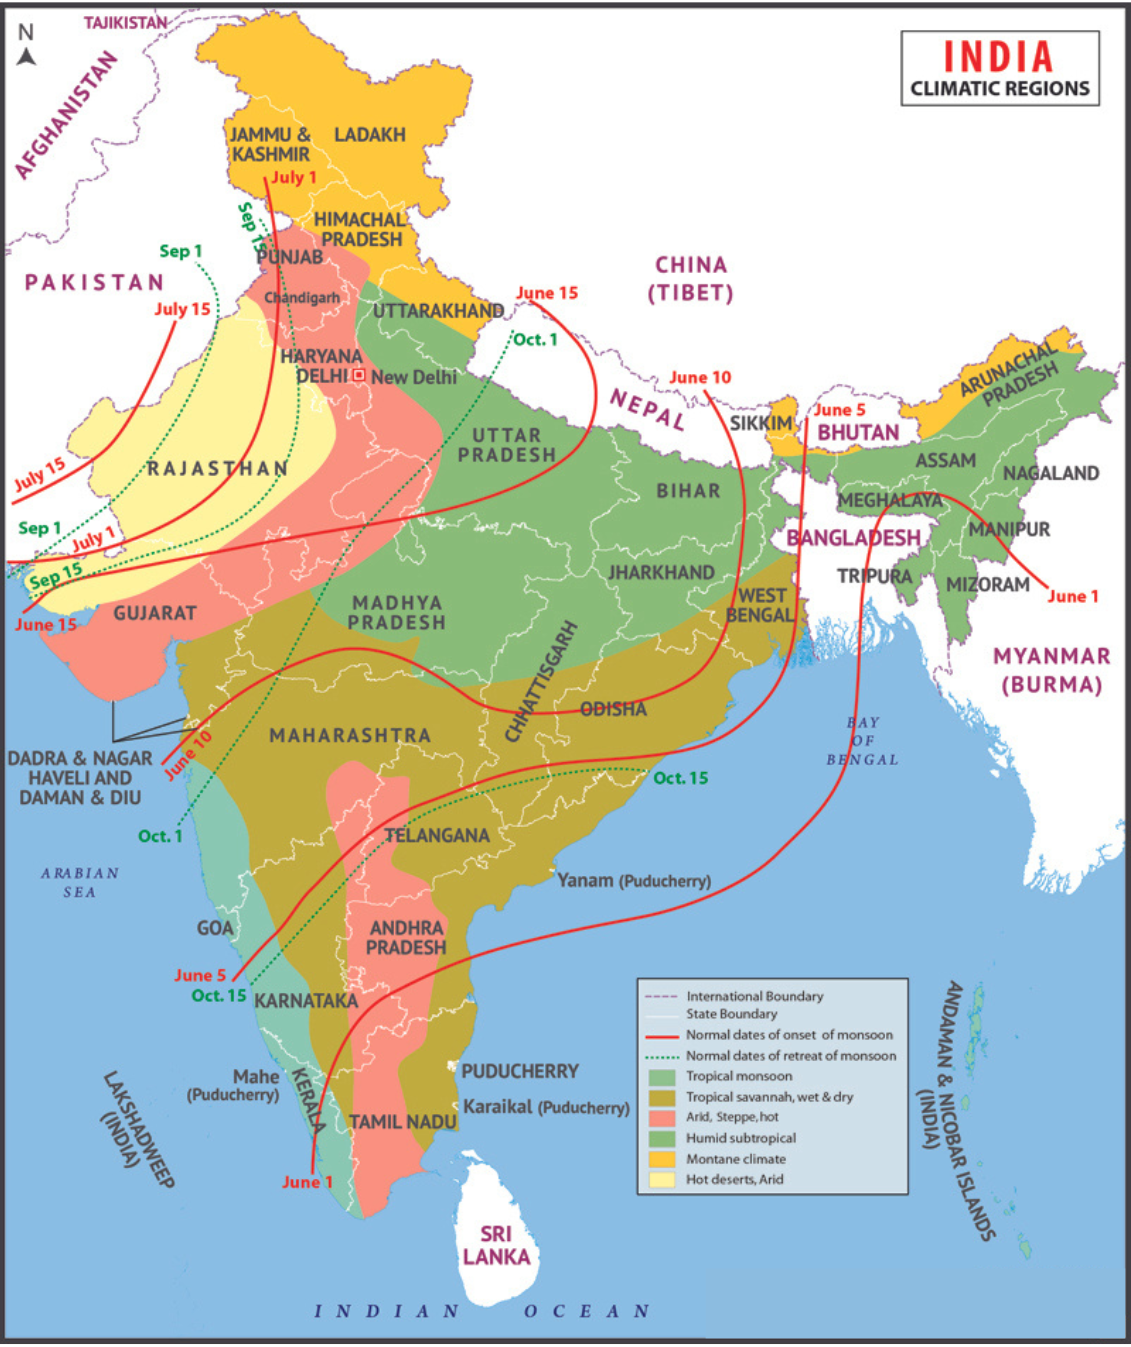 TAJIKISTAN
N
INDIA
CLIMATIC REGIONS
AFGHANISTAN
JAMMU &
KASHMIR
LADAKH
July 1
Sep 15
HIMACHAL
PRADESH
Sep 1
PUNJAB
PAKISTAN
CHINA
(TIBET)
Chandigarh
July 15
UTTARAKHAND
June 15
Oct. 1
HARYANA
DELHI
New Delhi
NEPAL
June 10
SIKKIM
June 5
BHUTAN
ARUNACHAL
PRADESH
July 15
RAJASTHAN
UTTAR
PRADESH
BIHAR
ASSAM
NAGALAND
MEGHALAYA
Sep 1
July 1
BANGLADESH
MANIPUR
Sep 15
JHARKHAND
TRIPURA
MIZORAM
June 15
GUJARAT
MADHYA
PRADESH
WEST
BENGAL
June 1
MYANMAR
(BURMA)
CHHATTISGARH
ODISHA
MAHARASHTRA
DADRA & NAGAR
HAVELI AND
DAMAN & DIU
June 10
BAY
OF
BENGAL
Oct. 15
Oct. 1
TELANGANA
ARABIAN
SEA
Yanam (Puducherry)
GOA
ANDHRA
PRADESH
June 5
Oct. 15
KARNATAKA
International Boundary
State Boundary
Normal dates of onset of monsoon
Normal dates of retreat of monsoon
Tropical monsoon
Tropical savannah, wet & dry
Arid, Steppe, hot
Humid subtropical
Montane climate
Hot deserts, Arid
ANDAMAN & NICOBAR ISLANDS
(INDIA)
LAKSHADWEEP
(INDIA)
Mahe
(Puducherry)
KERALA
PUDUCHERRY
Karaikal (Puducherry)
TAMIL NADU
June 1
SRI
LANKA
INDIAN OCEAN